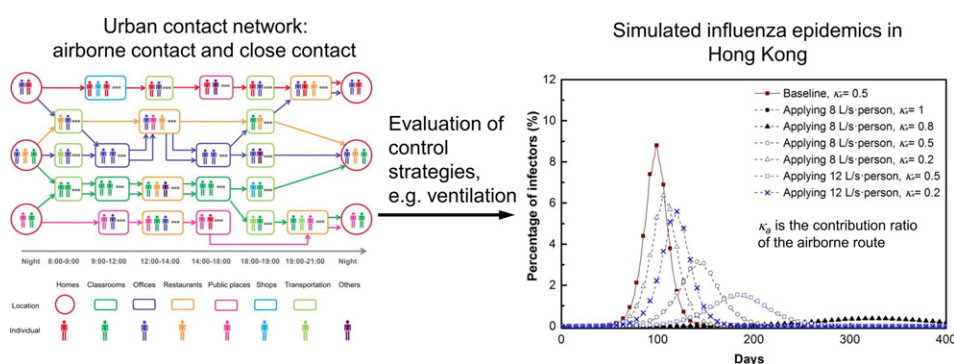 Urban contact network:
airborne contact and close contact
Night 8:00-9:00 9:00-12:00 12:00-14:00 14:00-18:00 18:00-19:00 19:00-21:00 Night
Homes Classrooms Offices Restaurants Public places Shops Transportation Others
Location
Individual
Evaluation of
control
strategies,
e.g. ventilation
Simulated influenza epidemics in
Hong Kong
Percentage of infectors (%)
12
10
8
6
4
2
0
Baseline, κₐ= 0.5
Applying 8 L/s·person, κₐ= 1
Applying 8 L/s·person, κₐ= 0.8
Applying 8 L/s·person, κₐ= 0.5
Applying 8 L/s·person, κₐ= 0.2
Applying 12 L/s·person, κₐ= 0.5
Applying 12 L/s·person, κₐ= 0.2
κₐ is the contribution ratio
of the airborne route
0 100 200 300 400
Days